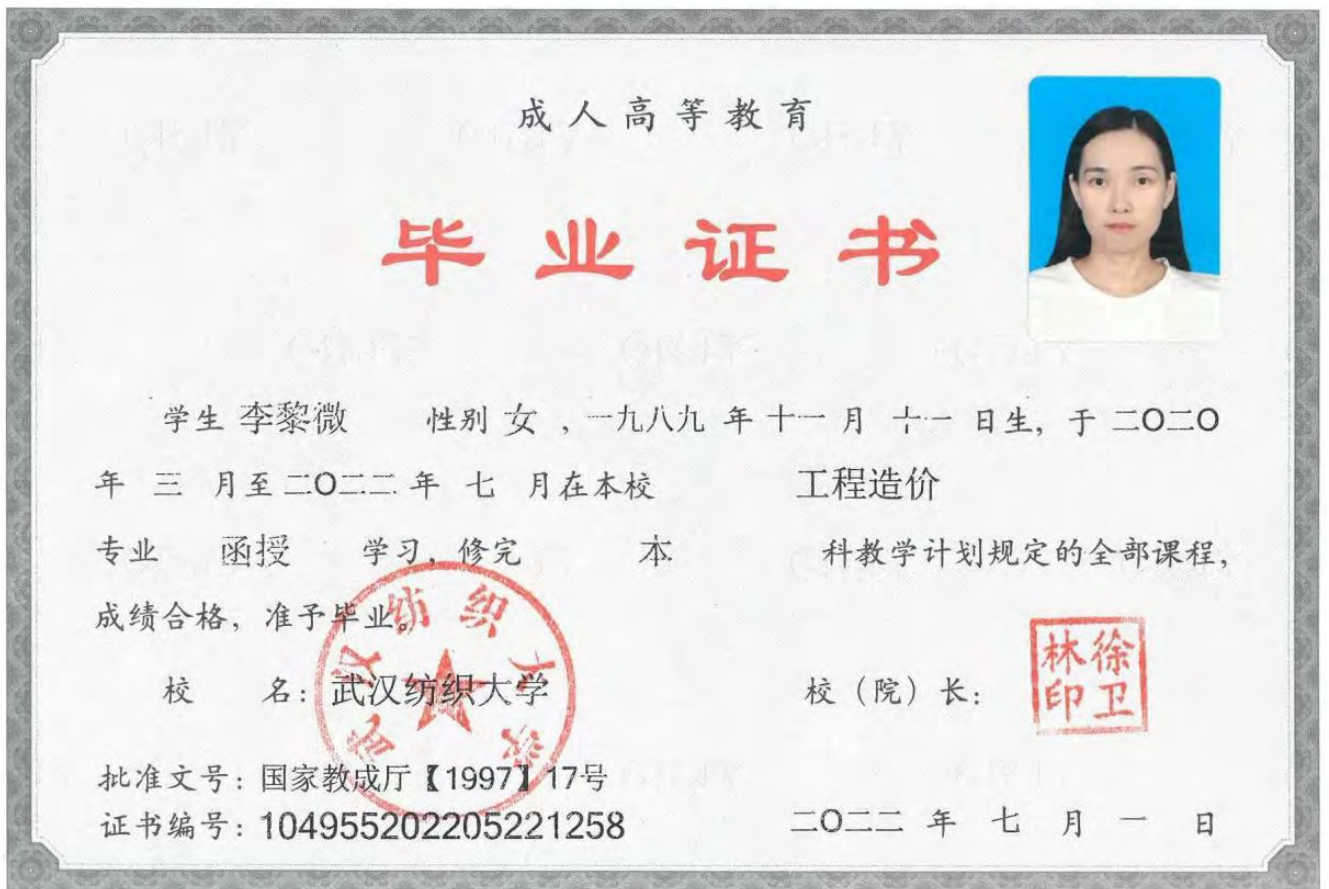 成人高等教育
毕业证书
学生 李黎微 性别 女 ，一九八九 年 十一 月 十一 日生，于 二O二O
年 三 月至 二O二二 年 七 月在本校 工程造价
专业 函授 学习，修完 本 科教学计划规定的全部课程，
成绩合格，准予毕业。
校 名：武汉纺织大学 校（院）长：
徐卫林印
武汉纺织大学
批准文号：国家教成厅【1997】17号
证书编号：104955202205221258 二O二二 年 七 月 一 日